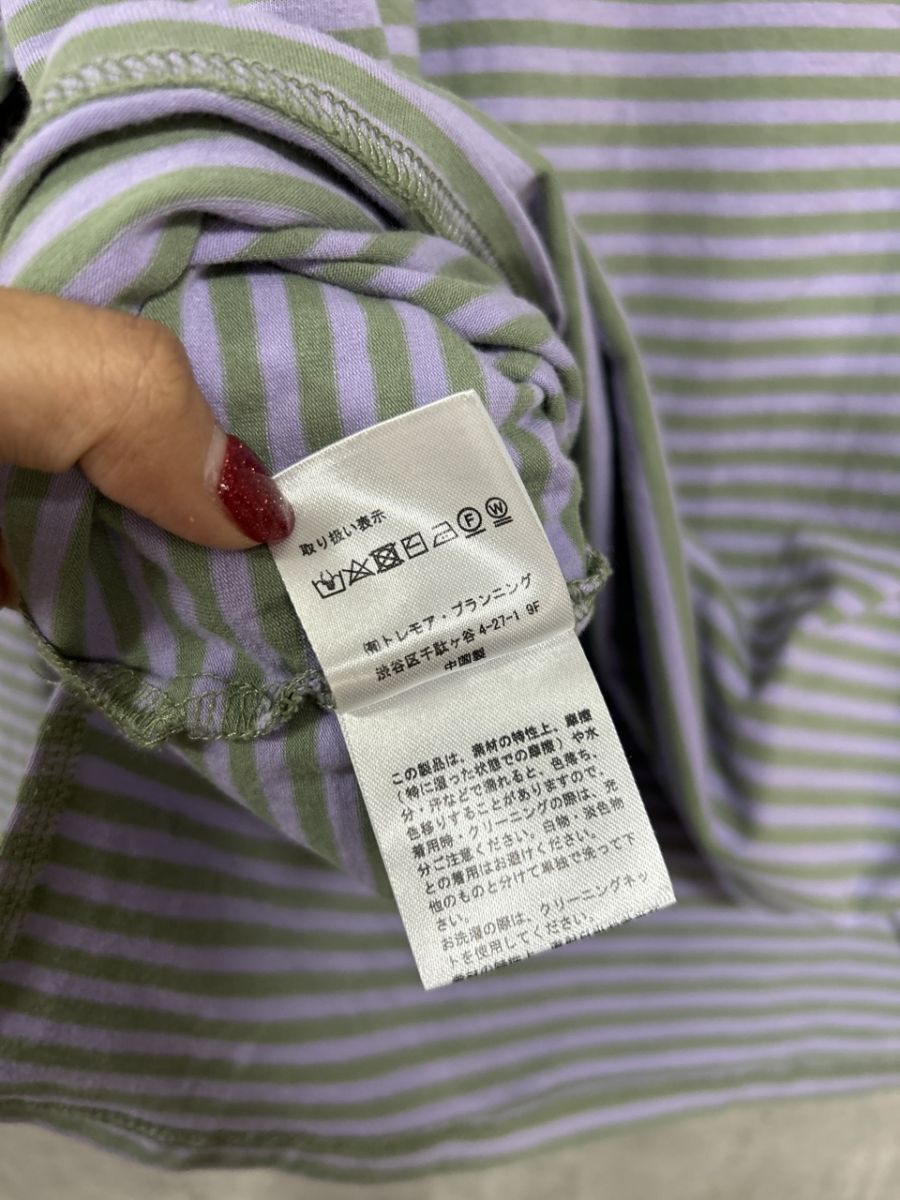 取り扱い表示
F W
㈲トレモア・プランニング
渋谷区千駄ヶ谷 4-27-1 9F
中国製
この製品は、素材の特性上、摩擦
(特に湿った状態での摩擦)や水
分、汗などで濡れると、色落ち、
色移りすることがありますので、
着用時・クリーニングの際は、充
分ご注意ください。白物・淡色物
との着用はお避けください。
他のものと分けて単独で洗って下
さい。
お洗濯の際は、クリーニングネッ
トを使用してください。